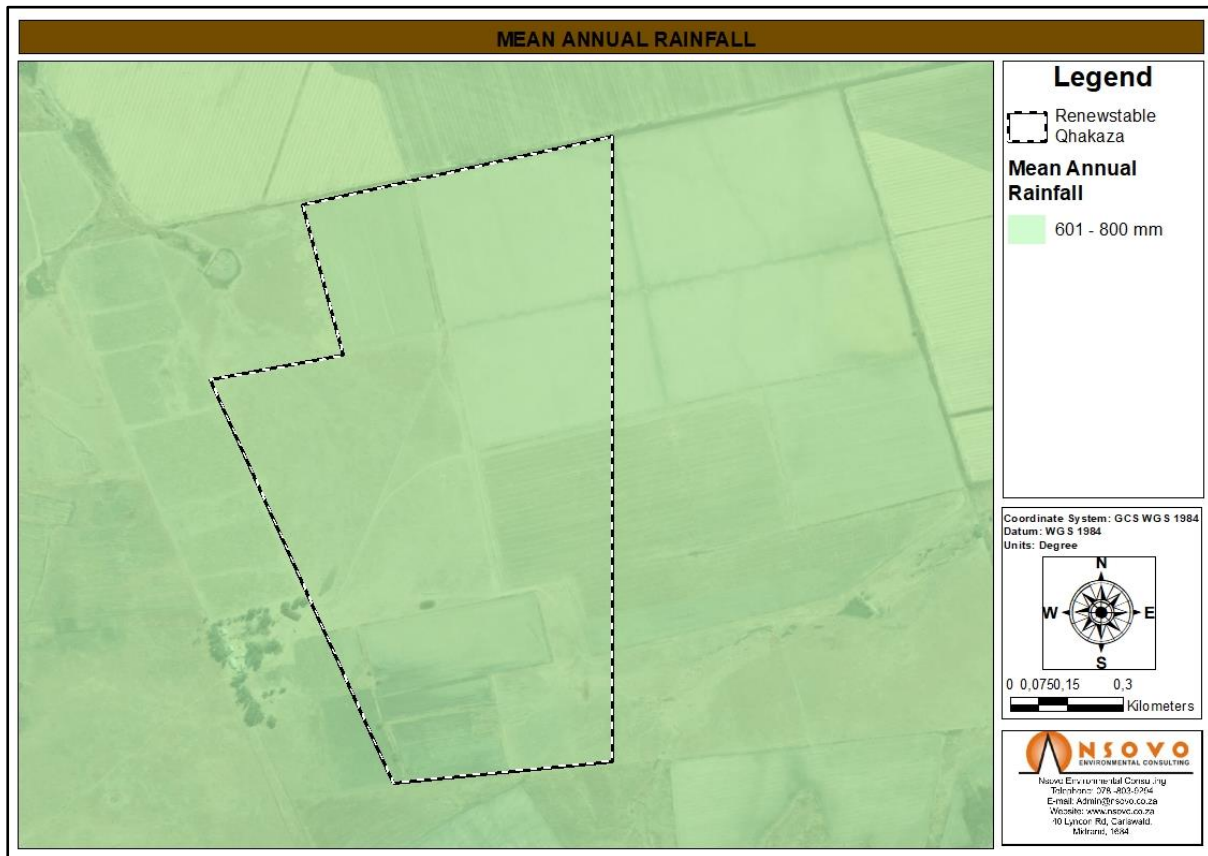 MEAN ANNUAL RAINFALL
Legend
Renewstable
Qhakaza
Mean Annual
Rainfall
601 - 800 mm
Coordinate System: GCS WGS 1984
Datum: WGS 1984
Units: Degree
N
W E
S
0 0,0750,15 0,3
Kilometers
NSOVO
ENVIRONMENTAL CONSULTING
Nsovo Environmental Consulting
Telephone: 078-803-9294
E-mail: Admin@nsovo.co.za
Website: www.nsovo.co.za
40 Lyncon Rd, Carlswald,
Midrand, 1684